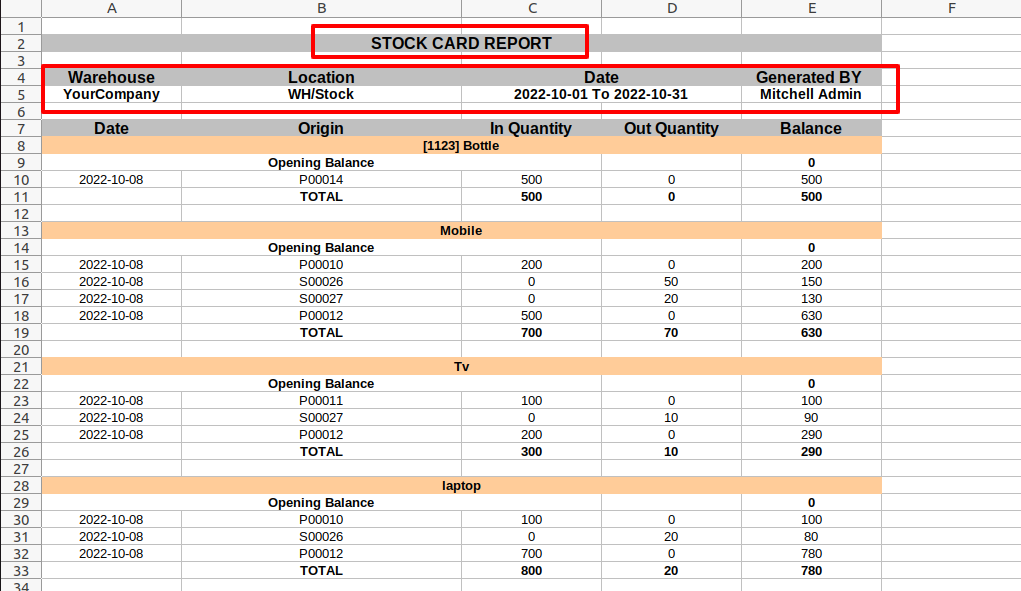 A B C D E F
1
2 STOCK CARD REPORT
3
4 Warehouse Location Date Generated BY
5 YourCompany WH/Stock 2022-10-01 To 2022-10-31 Mitchell Admin
6
7 Date Origin In Quantity Out Quantity Balance
8 [1123] Bottle
9 Opening Balance 0
10 2022-10-08 P00014 500 0 500
11 TOTAL 500 0 500
12
13 Mobile
14 Opening Balance 0
15 2022-10-08 P00010 200 0 200
16 2022-10-08 S00026 0 50 150
17 2022-10-08 S00027 0 20 130
18 2022-10-08 P00012 500 0 630
19 TOTAL 700 70 630
20
21 Tv
22 Opening Balance 0
23 2022-10-08 P00011 100 0 100
24 2022-10-08 S00027 0 10 90
25 2022-10-08 P00012 200 0 290
26 TOTAL 300 10 290
27
28 laptop
29 Opening Balance 0
30 2022-10-08 P00010 100 0 100
31 2022-10-08 S00026 0 20 80
32 2022-10-08 P00012 700 0 780
33 TOTAL 800 20 780
34